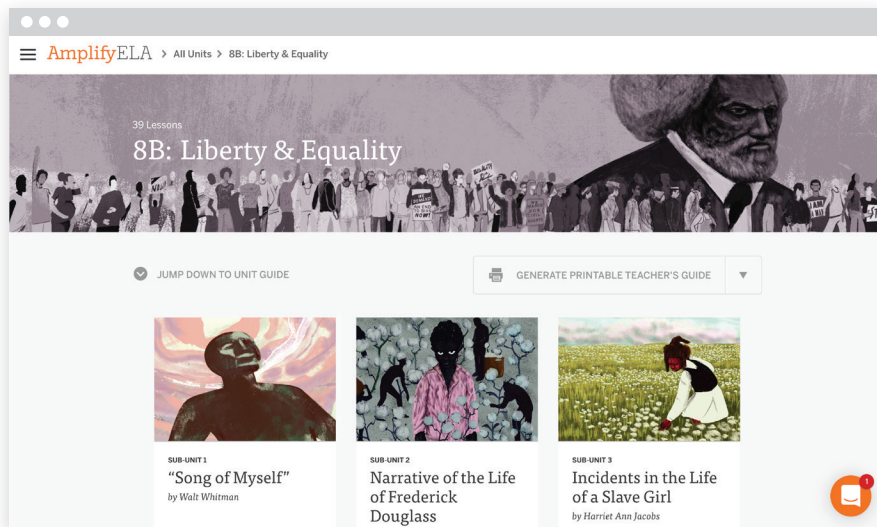 AmplifyELA > All Units > 8B: Liberty & Equality
39 Lessons
8B: Liberty & Equality
JUMP DOWN TO UNIT GUIDE
GENERATE PRINTABLE TEACHER'S GUIDE
SUB-UNIT 1
“Song of Myself”
by Walt Whitman
SUB-UNIT 2
Narrative of the Life
of Frederick
Douglass
SUB-UNIT 3
Incidents in the Life
of a Slave Girl
by Harriet Ann Jacobs
1